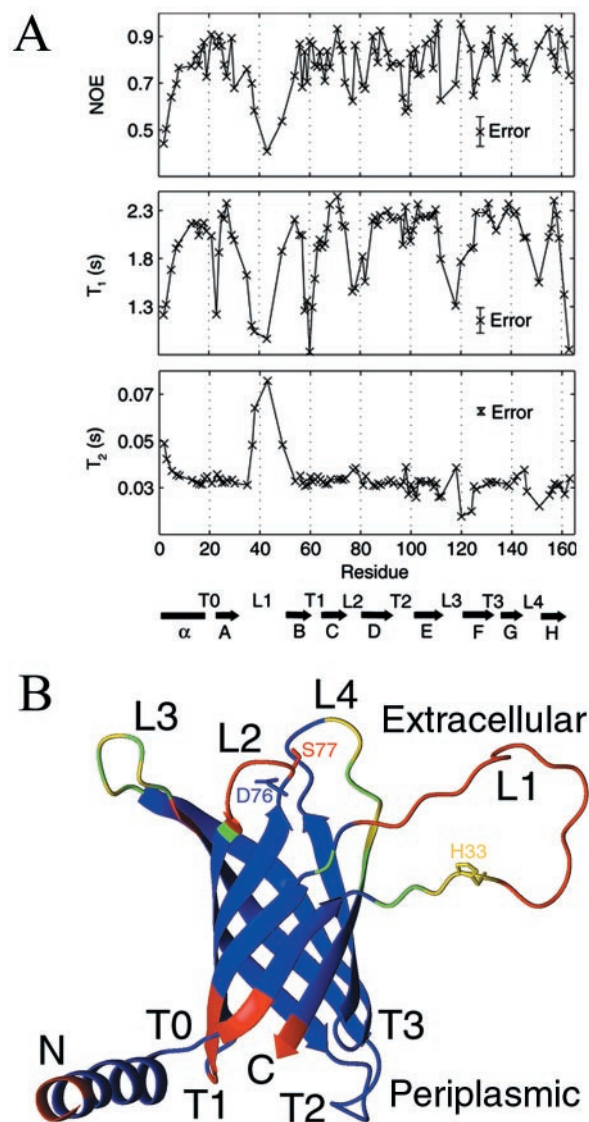 A
NOE
0.9
0.7
0.5
Error
T1 (s)
2.3
1.8
1.3
Error
T2 (s)
0.07
0.05
0.03
Error
0 20 40 60 80 100 120 140 160
Residue
T0 L1 T1 L2 T2 L3 T3 L4
α A B C D E F G H
B
L3
L2
L4
Extracellular
S77
D76
L1
H33
N
T0
T1
C
T2
T3
Periplasmic